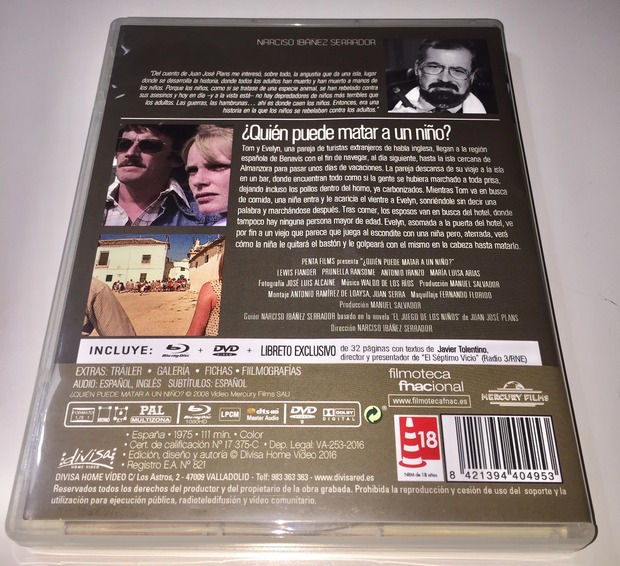 NARCISO IBÁÑEZ SERRADOR
"Del cuento de Juan José Plans me interesó, sobre todo, la angustia que da una isla, lugar
donde se desarrolla la historia, donde todos los adultos han muerto y han muerto a manos de
los niños. Porque los niños, como si se tratase de una especie animal, se han rebelado contra
sus asesinos y hoy en día –y a la vista está– no hay depredadores de niños más terribles que
los adultos. Las guerras, las hambrunas... ahí es donde caen los niños. Entonces, era una
historia en la que los niños se rebelaban contra los adultos."
¿Quién puede matar a un niño?
Tom y Evelyn, una pareja de turistas extranjeros de habla inglesa, llegan a la región
española de Benavís con el fin de navegar, al día siguiente, hasta la isla cercana de
Almanzora para pasar unos días de vacaciones. La pareja descansa de su viaje a la isla
en un bar, donde encuentran todo como si la gente se hubiera marchado a toda prisa,
dejando incluso los pollos dentro del horno, ya carbonizados. Mientras Tom va en busca
de comida, una niña entra y le acaricia el vientre a Evelyn, sonriéndole sin decir una
palabra y marchándose después. Tras comer, los esposos van en busca del hotel, donde
tampoco hay ninguna persona mayor de edad. Evelyn, asomada a la puerta del hotel, ve
por fin a un viejo que parece que juega al escondite con una niña pero, aterrada, verá
cómo la niña le quitará el bastón y le golpeará con el mismo en la cabeza hasta matarlo.
PENTA FILMS presenta "¿QUIÉN PUEDE MATAR A UN NIÑO?"
LEWIS FIANDER PRUNELLA RANSOME ANTONIO IRANZO MARÍA LUISA ARIAS
Fotografía JOSÉ LUIS ALCAINE Música WALDO DE LOS RÍOS Producción MANUEL SALVADOR
Montaje ANTONIO RAMÍREZ DE LOAYSA, JUAN SERRA Maquillaje FERNANDO FLORIDO
Producción MANUEL SALVADOR
Guión NARCISO IBÁÑEZ SERRADOR basado en la novela "EL JUEGO DE LOS NIÑOS" de JUAN JOSÉ PLANS
Dirección NARCISO IBÁÑEZ SERRADOR
INCLUYE: Blu-ray Disc + DVD + LIBRETO EXCLUSIVO de 32 páginas con textos de Javier Tolentino,
director y presentador de "El Séptimo Vicio" (Radio 3/RNE)
EXTRAS: TRÁILER • GALERÍA • FICHAS • FIILMOGRAFÍAS
AUDIO: ESPAÑOL, INGLÉS SUBTÍTULOS: ESPAÑOL
¿QUIÉN PUEDE MATAR A UN NIÑO? © 2008 Video Mercury Films SAU
filmoteca
fnacional
www.filmotecafnac.es
MERCURY FILMS
PAL
MULTIZONA
Blu-ray Disc
1080HD
LPCM
dts-HD
Master Audio
DVD
9
DOLBY
DIGITAL
divisa
HOME VIDEO
España • 1975 • 111 min. • Color
Cert. de calificación Nº 17.375-C • Dep. Legal: VA-253-2016
Edición, diseño y autoría © Divisa Home Video 2016
Registro E.A. Nº 821
18
NRM de 18 años
8 421394 404953
DIVISA HOME VIDEO C/ Los Astros, 2 - 47009 VALLADOLID - Telf: 983 363 363 - www.divisared.es
Reservados todos los derechos del productor y del propietario de la obra grabada. Prohibida la reproducción y cesión de uso del soporte y la
utilización para ejecución pública, radioteledifusión y vídeo comunitario.